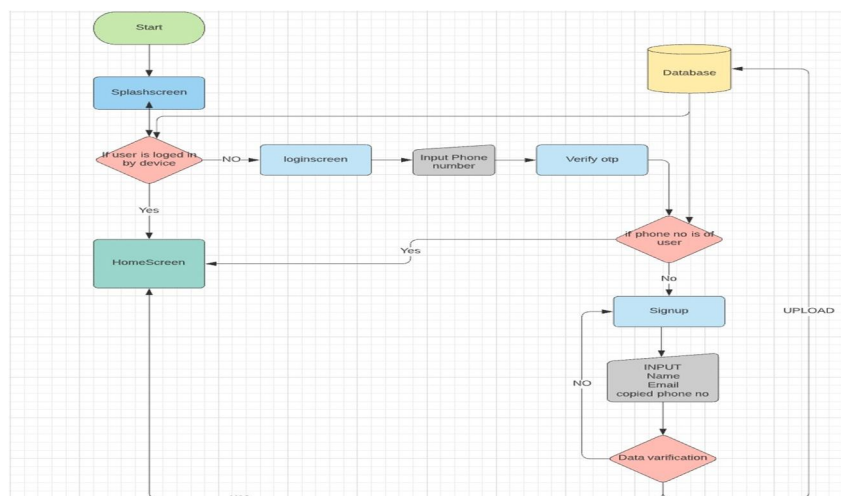 Start
Database
Splashscreen
If user is loged in
by device
NO
loginscreen
Input Phone
number
Verify otp
Yes
if phone no is of
user
Yes
HomeScreen
No
Signup
UPLOAD
INPUT
Name
Email
copied phone no
NO
Data varification